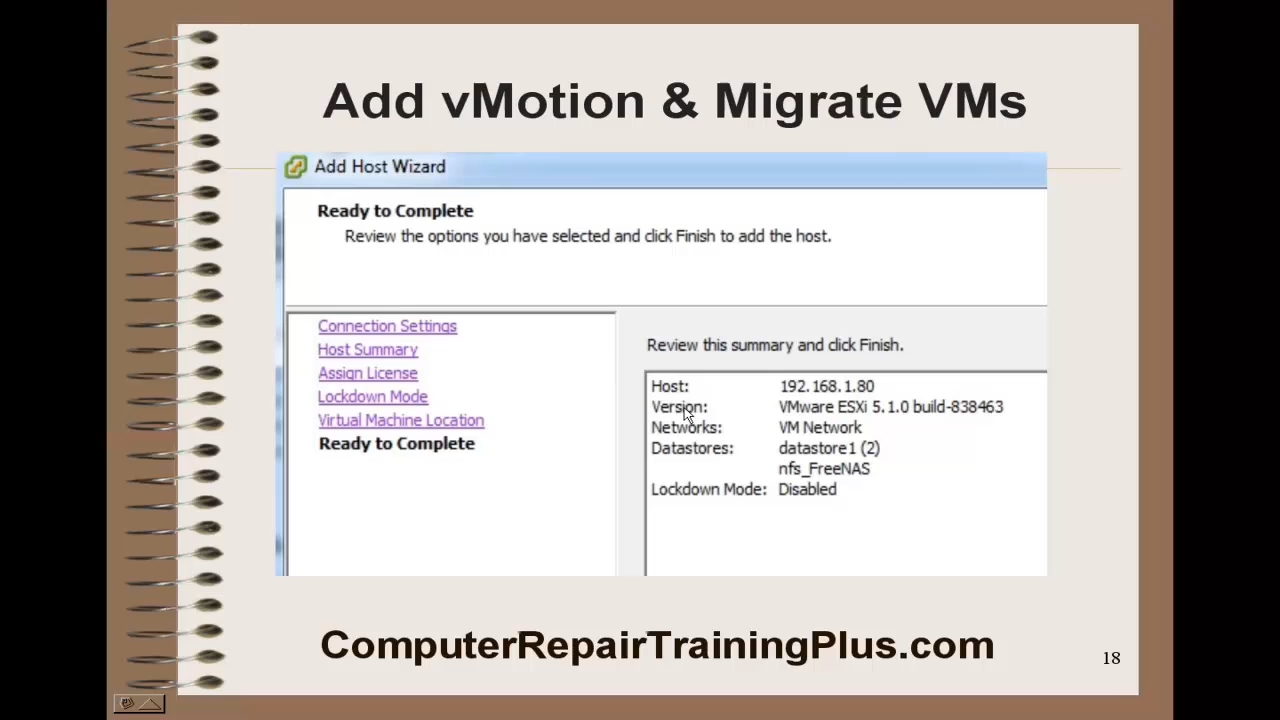 Add vMotion & Migrate VMs
Add Host Wizard
Ready to Complete
Review the options you have selected and click Finish to add the host.
Connection Settings
Host Summary
Assign License
Lockdown Mode
Virtual Machine Location
Ready to Complete
Review this summary and click Finish.
Host: 192.168.1.80
Version: VMware ESXi 5.1.0 build-838463
Networks: VM Network
Datastores: datastore1 (2)
nfs_FreeNAS
Lockdown Mode: Disabled
ComputerRepairTrainingPlus.com
18